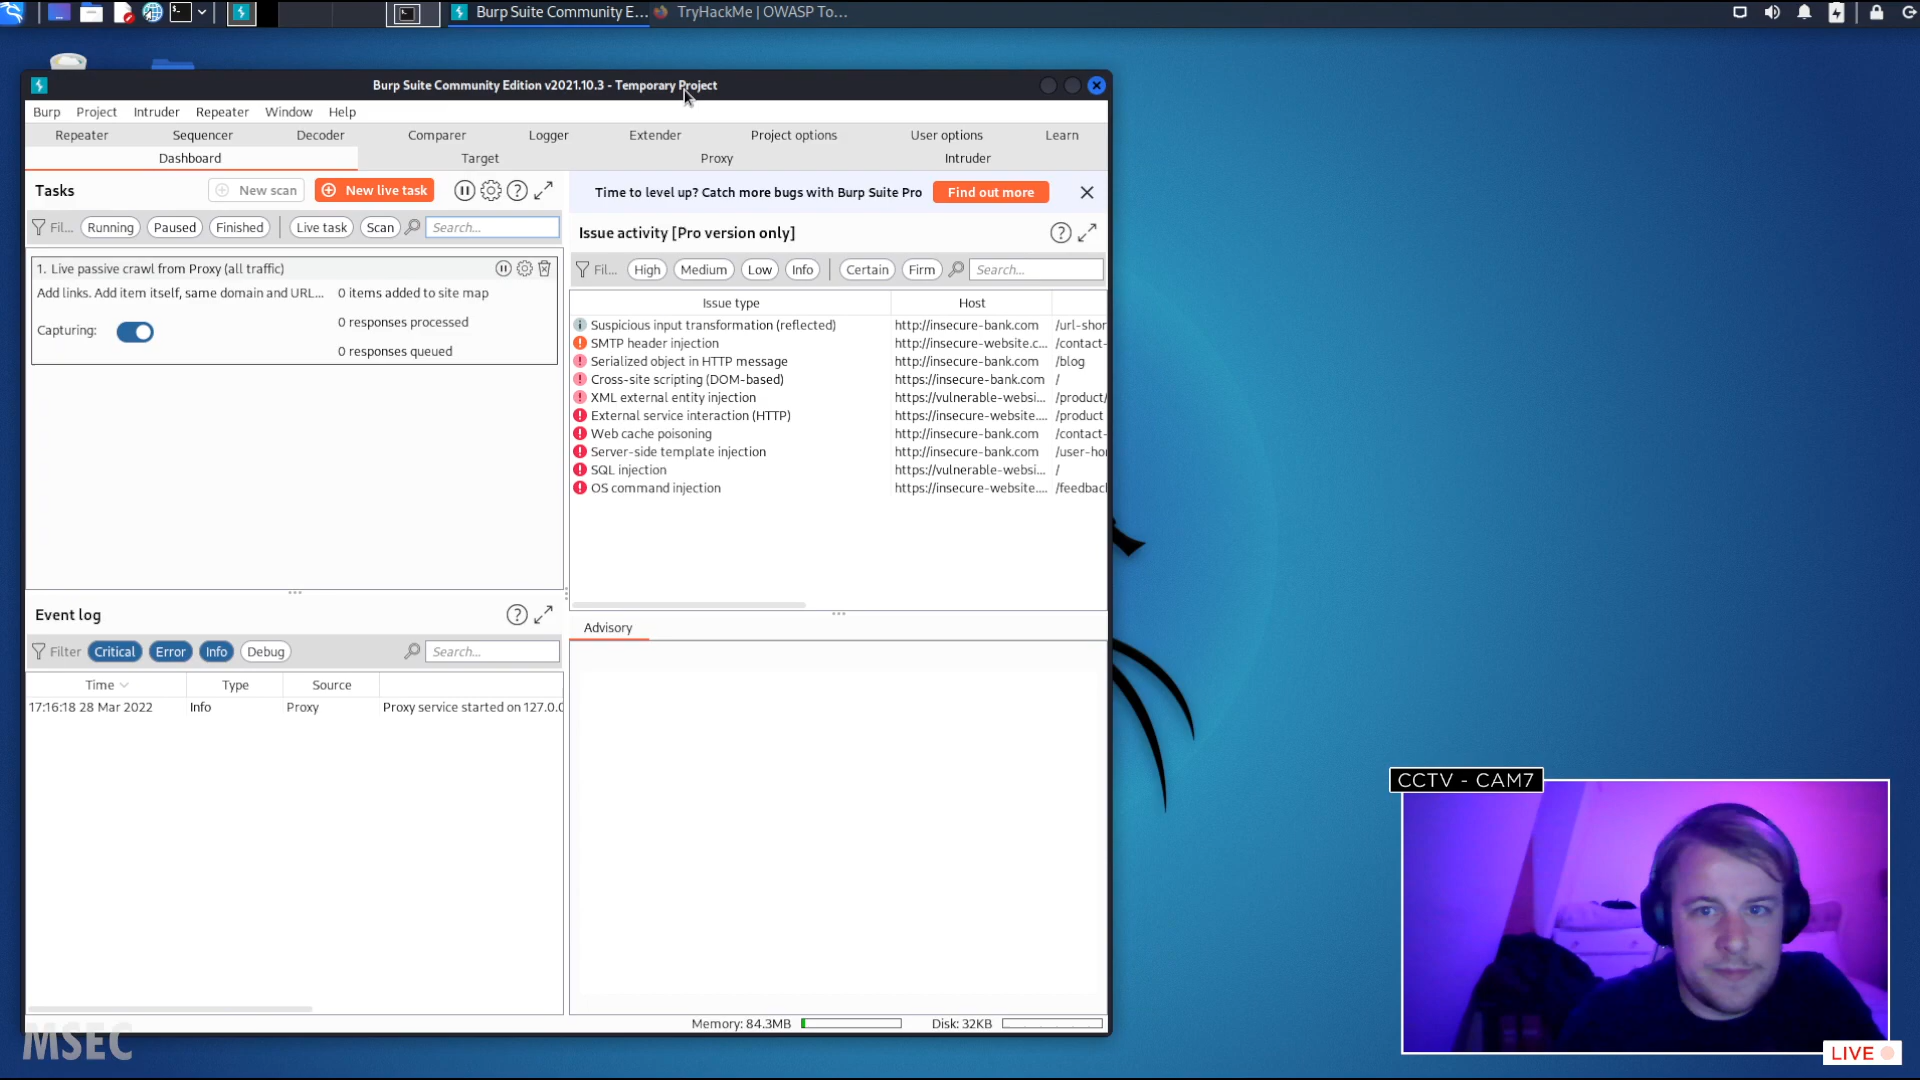 Burp Suite Community E...
TryHackMe | OWASP To...
Burp Suite Community Edition v2021.10.3 - Temporary Project
Burp Project Intruder Repeater Window Help
Repeater Sequencer Decoder Comparer Logger Extender Project options User options Learn
Dashboard Target Proxy Intruder
Tasks
New scan
New live task
Time to level up? Catch more bugs with Burp Suite Pro
Find out more
Fil... Running Paused Finished Live task Scan Search...
1. Live passive crawl from Proxy (all traffic)
Add links. Add item itself, same domain and URL...
0 items added to site map
Capturing:
0 responses processed
0 responses queued
Issue activity [Pro version only]
Fil... High Medium Low Info Certain Firm Search...
Issue type Host
Suspicious input transformation (reflected) http://insecure-bank.com /url-shor
SMTP header injection http://insecure-website.c... /contact-
Serialized object in HTTP message http://insecure-bank.com /blog
Cross-site scripting (DOM-based) https://insecure-bank.com /
XML external entity injection https://vulnerable-websi... /product/
External service interaction (HTTP) https://insecure-website.... /product
Web cache poisoning http://insecure-bank.com /contact-
Server-side template injection http://insecure-bank.com /user-ho
SQL injection https://vulnerable-websi... /
OS command injection https://insecure-website.... /feedbac
Event log
Filter Critical Error Info Debug Search...
Time Type Source
17:16:18 28 Mar 2022 Info Proxy Proxy service started on 127.0.0
Advisory
Memory: 84.3MB
Disk: 32KB
CCTV - CAM7
MSEC
LIVE